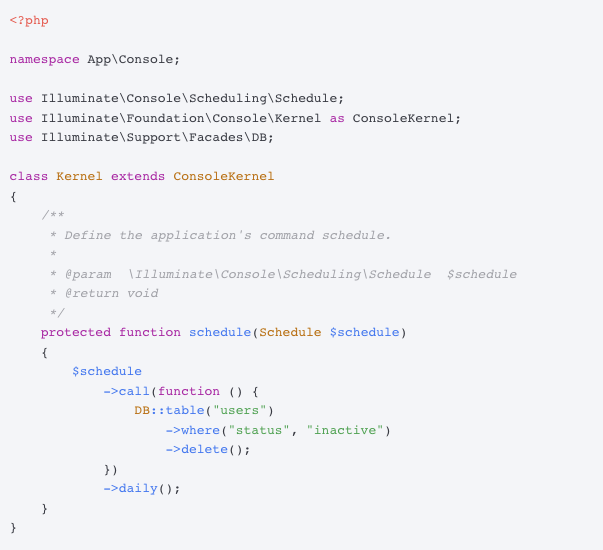 <?php

namespace App\Console;

use Illuminate\Console\Scheduling\Schedule;
use Illuminate\Foundation\Console\Kernel as ConsoleKernel;
use Illuminate\Support\Facades\DB;

class Kernel extends ConsoleKernel
{
    /**
     * Define the application's command schedule.
     *
     * @param  \Illuminate\Console\Scheduling\Schedule  $schedule
     * @return void
     */
    protected function schedule(Schedule $schedule)
    {
        $schedule
            ->call(function () {
                DB::table("users")
                    ->where("status", "inactive")
                    ->delete();
            })
            ->daily();
    }
}